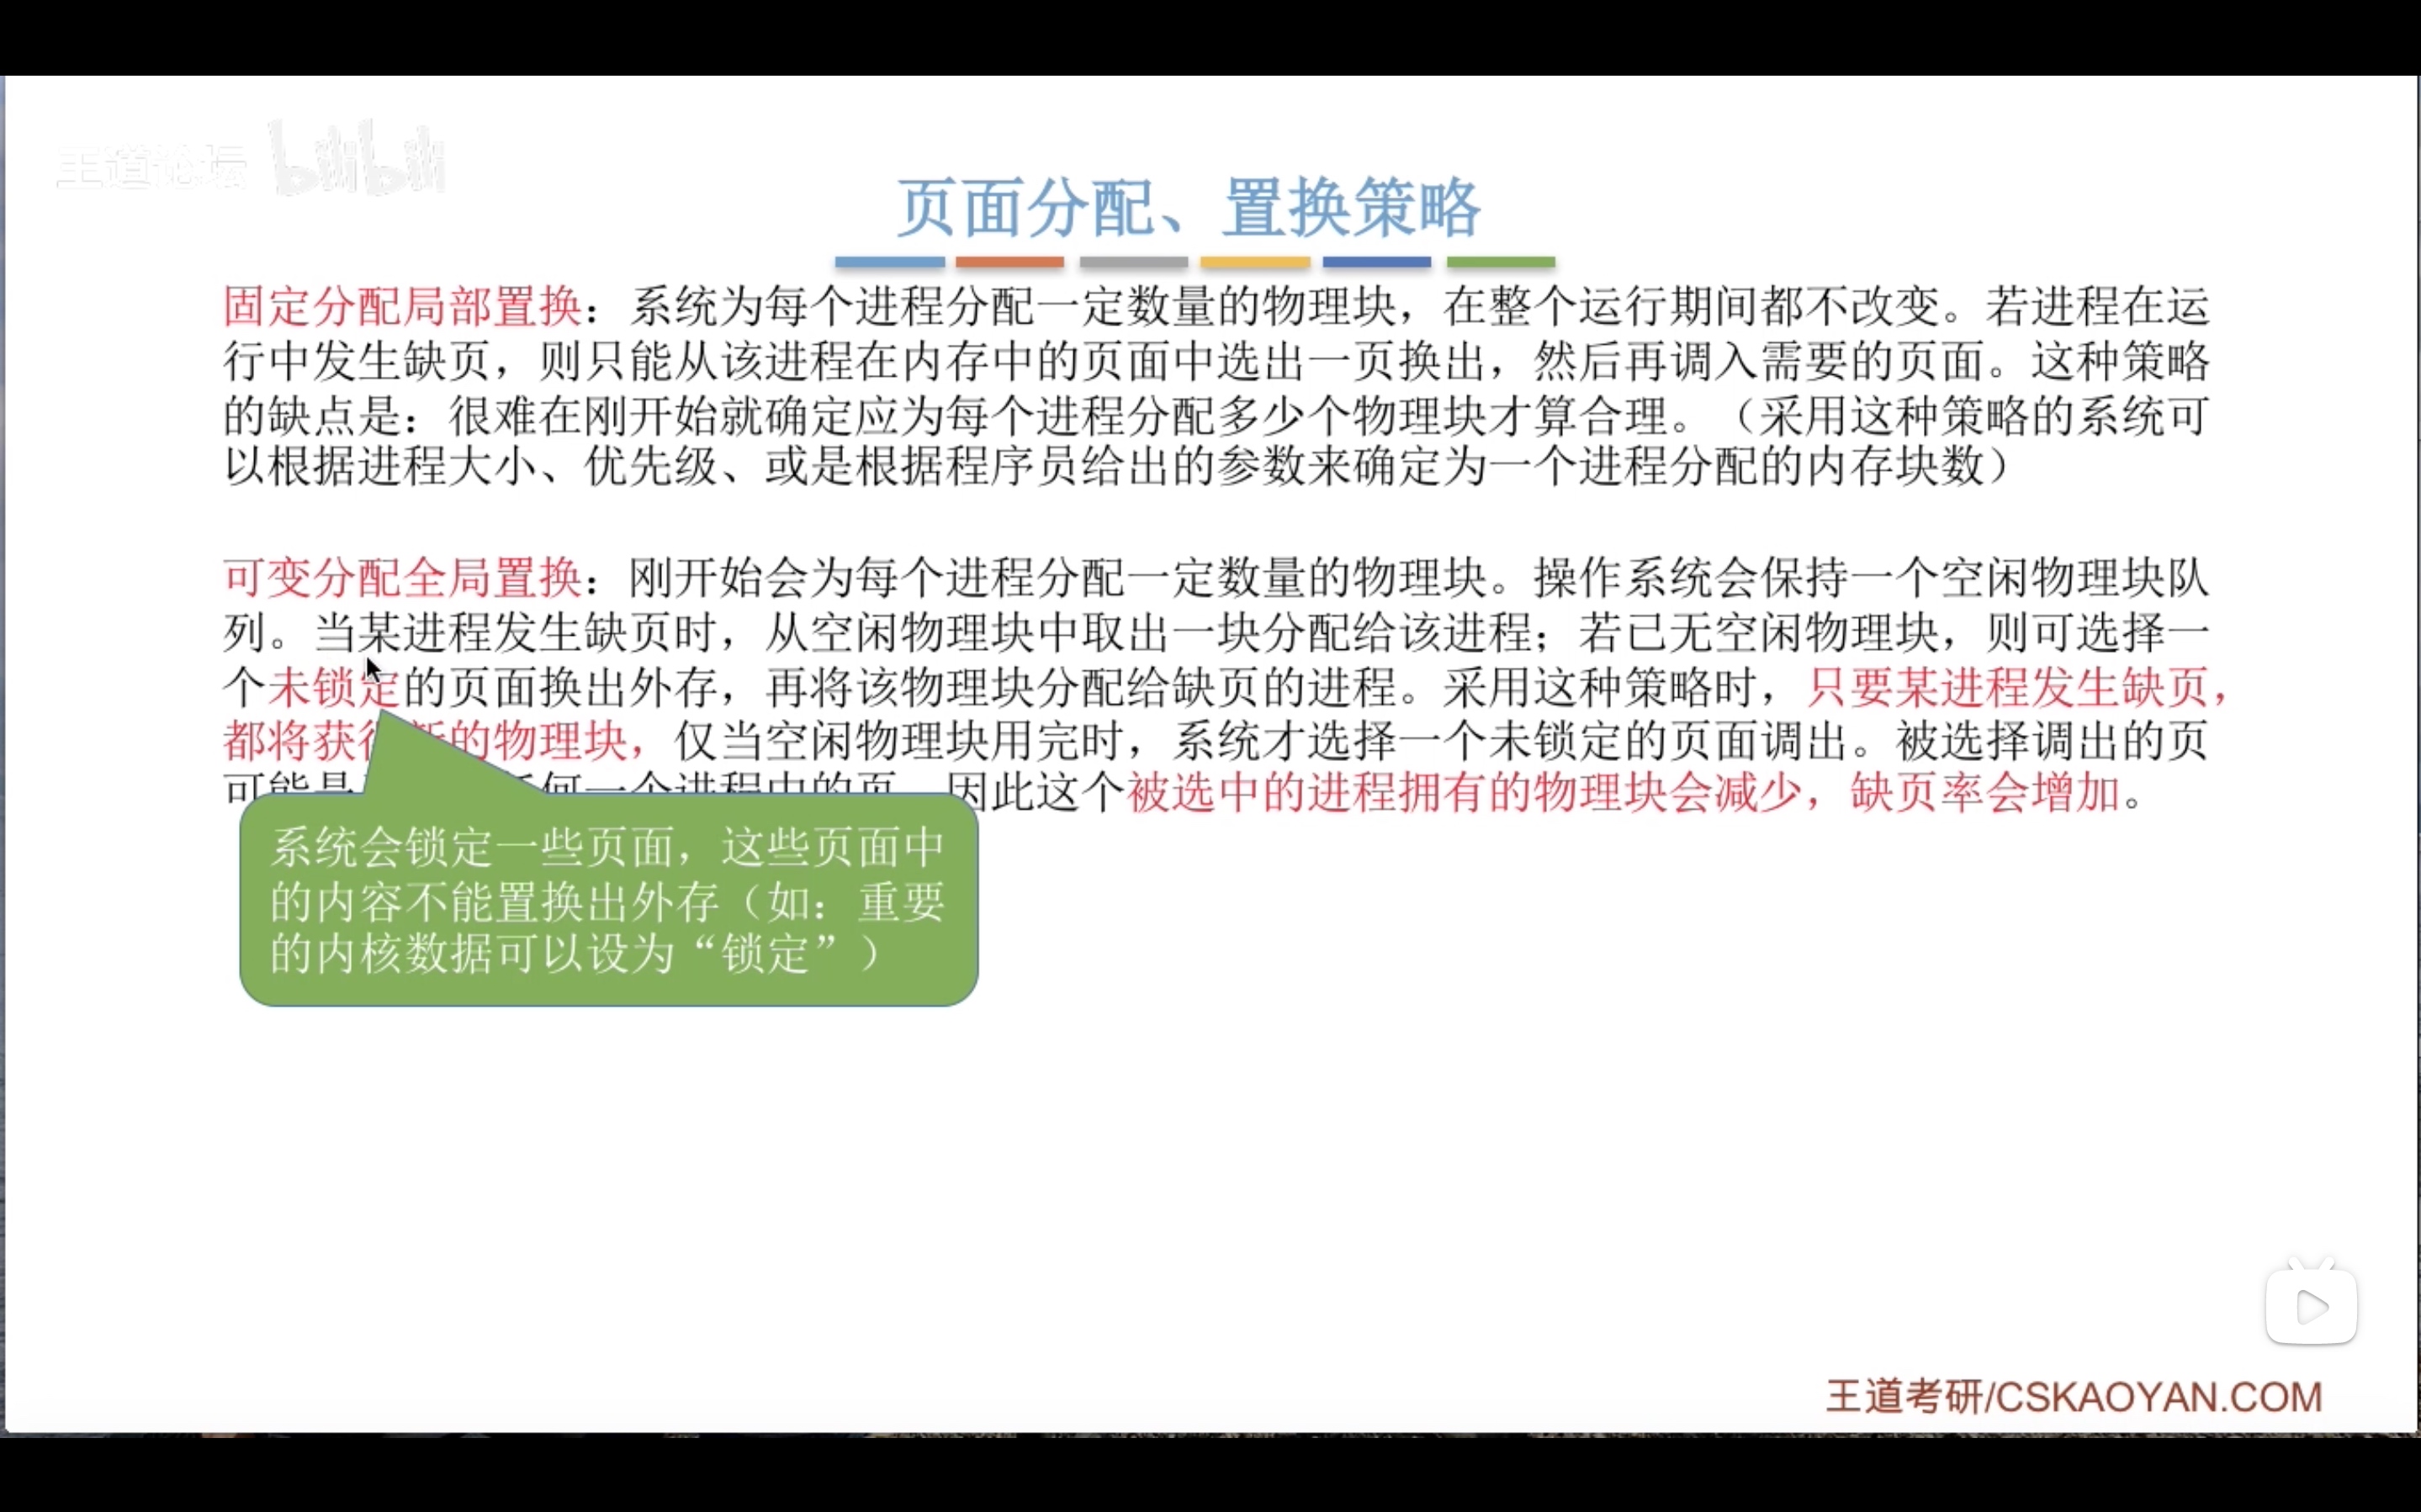 王道论坛 bilibili
页面分配、置换策略
固定分配局部置换：系统为每个进程分配一定数量的物理块，在整个运行期间都不改变。若进程在运
行中发生缺页，则只能从该进程在内存中的页面中选出一页换出，然后再调入需要的页面。这种策略
的缺点是：很难在刚开始就确定应为每个进程分配多少个物理块才算合理。（采用这种策略的系统可
以根据进程大小、优先级、或是根据程序员给出的参数来确定为一个进程分配的内存块数）
可变分配全局置换：刚开始会为每个进程分配一定数量的物理块。操作系统会保持一个空闲物理块队
列。当某进程发生缺页时，从空闲物理块中取出一块分配给该进程；若已无空闲物理块，则可选择一
个未锁定的页面换出外存，再将该物理块分配给缺页的进程。采用这种策略时，只要某进程发生缺页，
都将获得新的物理块，仅当空闲物理块用完时，系统才选择一个未锁定的页面调出。被选择调出的页
可能是 任何一个进程中的页 因此这个被选中的进程拥有的物理块会减少，缺页率会增加。
系统会锁定一些页面，这些页面中
的内容不能置换出外存（如：重要
的内核数据可以设为“锁定”）
王道考研/CSKAOYAN.COM